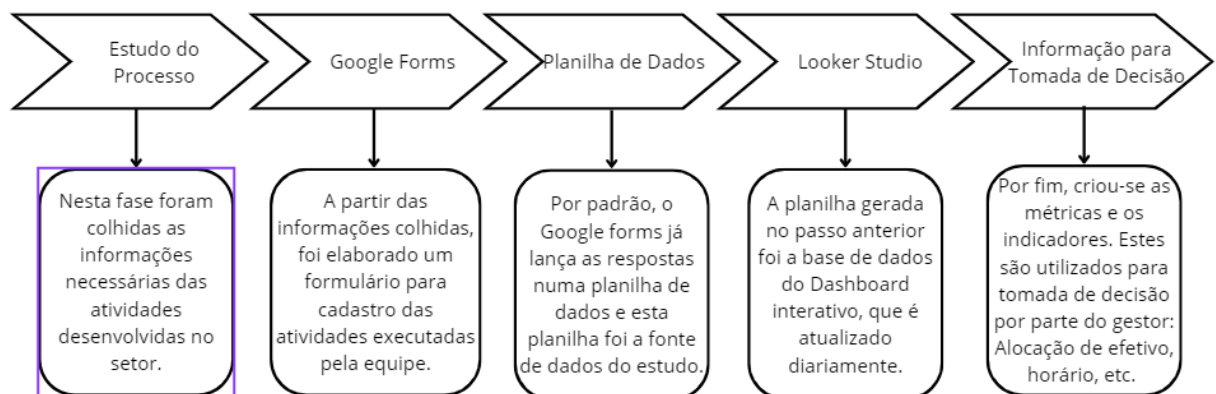 Estudo do
Processo
Google Forms
Planilha de Dados
Looker Studio
Informação para
Tomada de Decisão
Nesta fase foram
colhidas as
informações
necessárias das
atividades
desenvolvidas no
setor.
A partir das
informações colhidas,
foi elaborado um
formulário para
cadastro das
atividades executadas
pela equipe.
Por padrão, o
Google forms já
lança as respostas
numa planilha de
dados e esta
planilha foi a fonte
de dados do estudo.
A planilha gerada
no passo anterior
foi a base de dados
do Dashboard
interativo, que é
atualizado
diariamente.
Por fim, criou-se as
métricas e os
indicadores. Estes
são utilizados para
tomada de decisão
por parte do gestor:
Alocação de efetivo,
horário, etc.